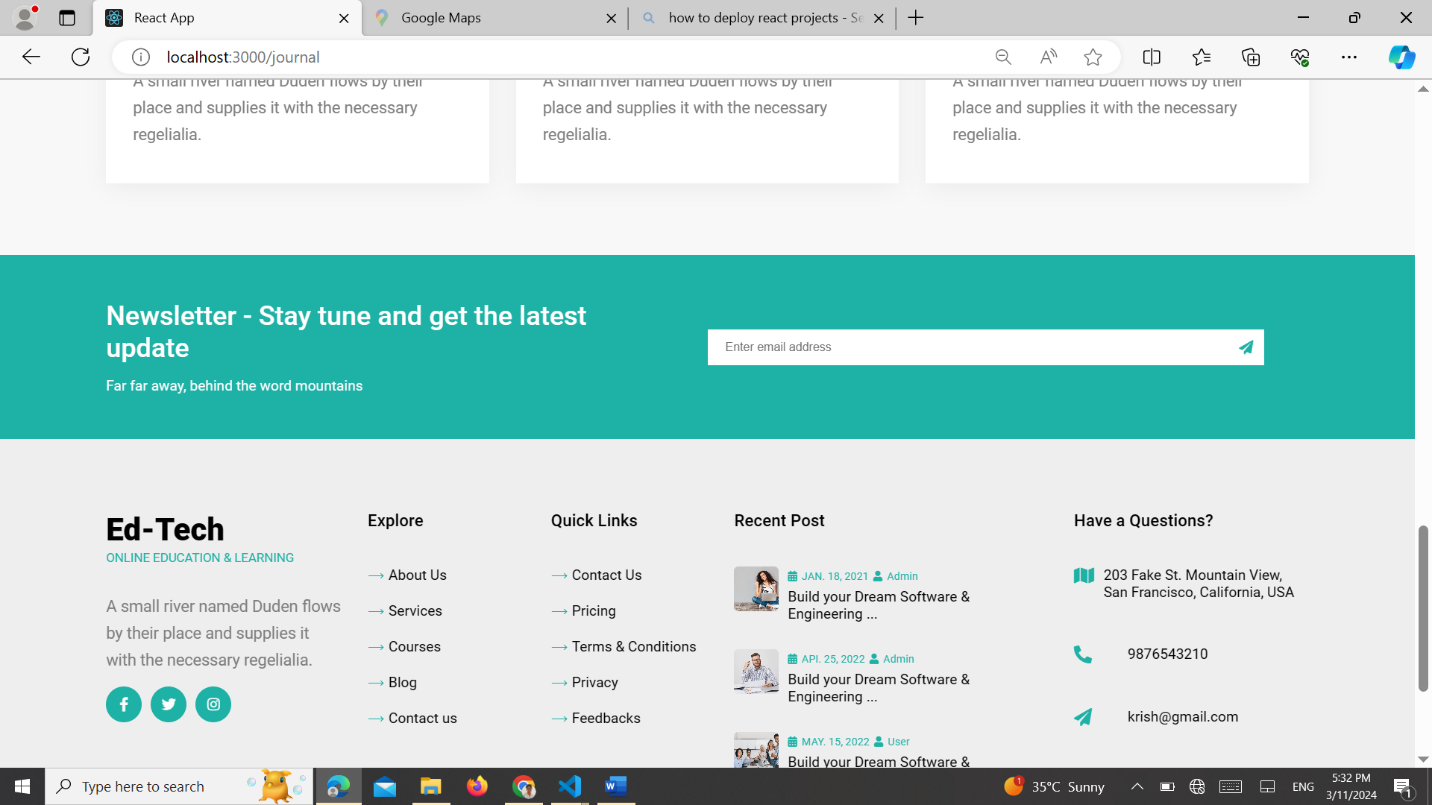 React App
Google Maps
how to deploy react projects - Se
localhost:3000/journal
A small river named Duden flows by their
place and supplies it with the necessary
regelialia.
A small river named Duden flows by their
place and supplies it with the necessary
regelialia.
A small river named Duden flows by their
place and supplies it with the necessary
regelialia.
Newsletter - Stay tune and get the latest
update
Far far away, behind the word mountains
Enter email address
Ed-Tech
ONLINE EDUCATION & LEARNING
A small river named Duden flows
by their place and supplies it
with the necessary regelialia.
Explore
About Us
Services
Courses
Blog
Contact us
Quick Links
Contact Us
Pricing
Terms & Conditions
Privacy
Feedbacks
Recent Post
JAN. 18, 2021 Admin
Build your Dream Software &
Engineering ...
API. 25, 2022 Admin
Build your Dream Software &
Engineering ...
MAY. 15, 2022 User
Build your Dream Software &
Have a Questions?
203 Fake St. Mountain View,
San Francisco, California, USA
9876543210
krish@gmail.com
Type here to search
1
35°C Sunny
ENG
5:32 PM
3/11/2024
1